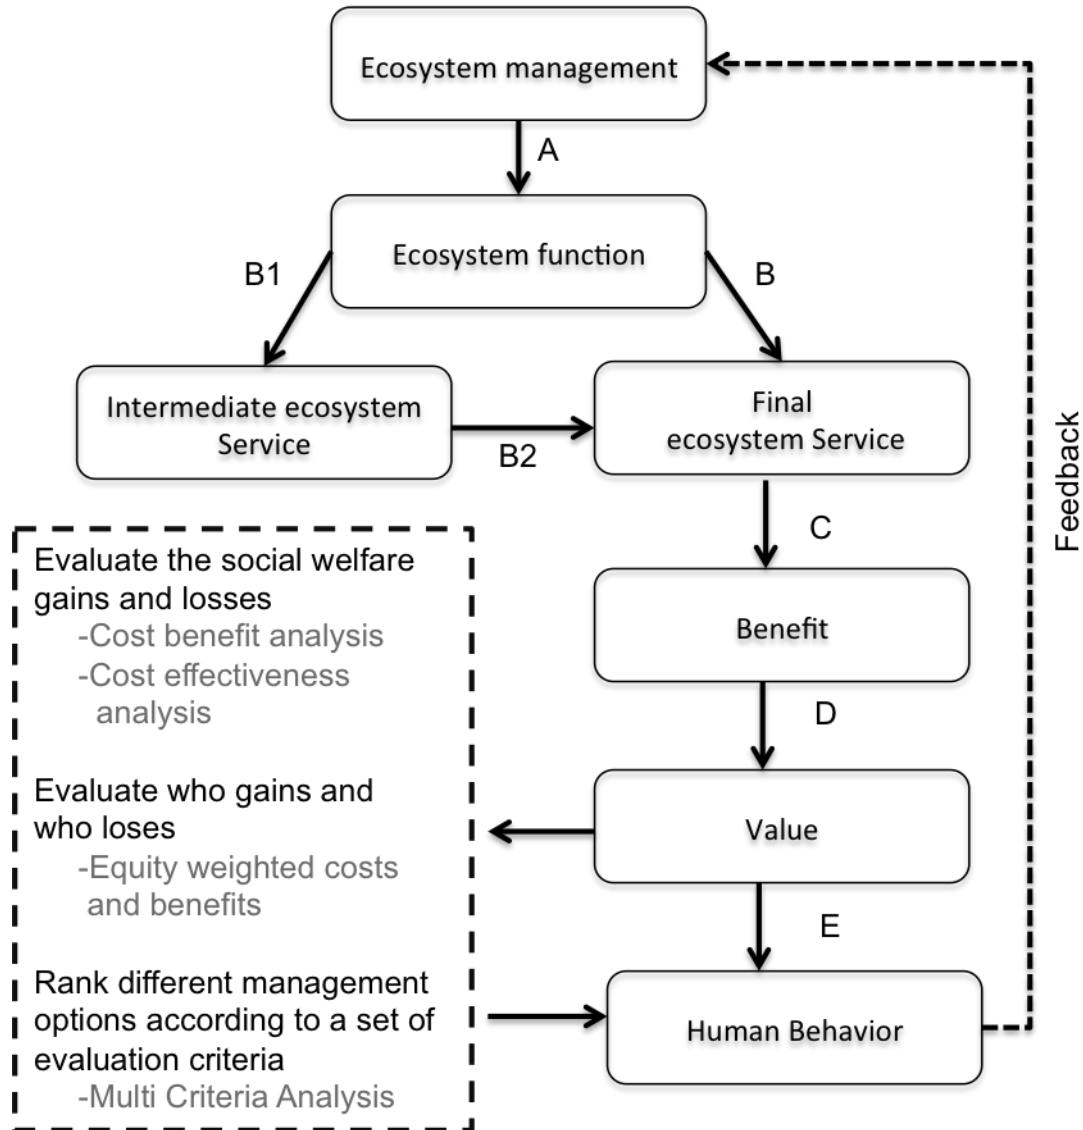 Ecosystem management
A
Ecosystem function
B1
B
Intermediate ecosystem
Service
B2
Final
ecosystem Service
Feedback
C
Evaluate the social welfare
gains and losses
-Cost benefit analysis
-Cost effectiveness
analysis
Benefit
D
Evaluate who gains and
who loses
-Equity weighted costs
and benefits
Value
E
Rank different management
options according to a set of
evaluation criteria
-Multi Criteria Analysis
Human Behavior